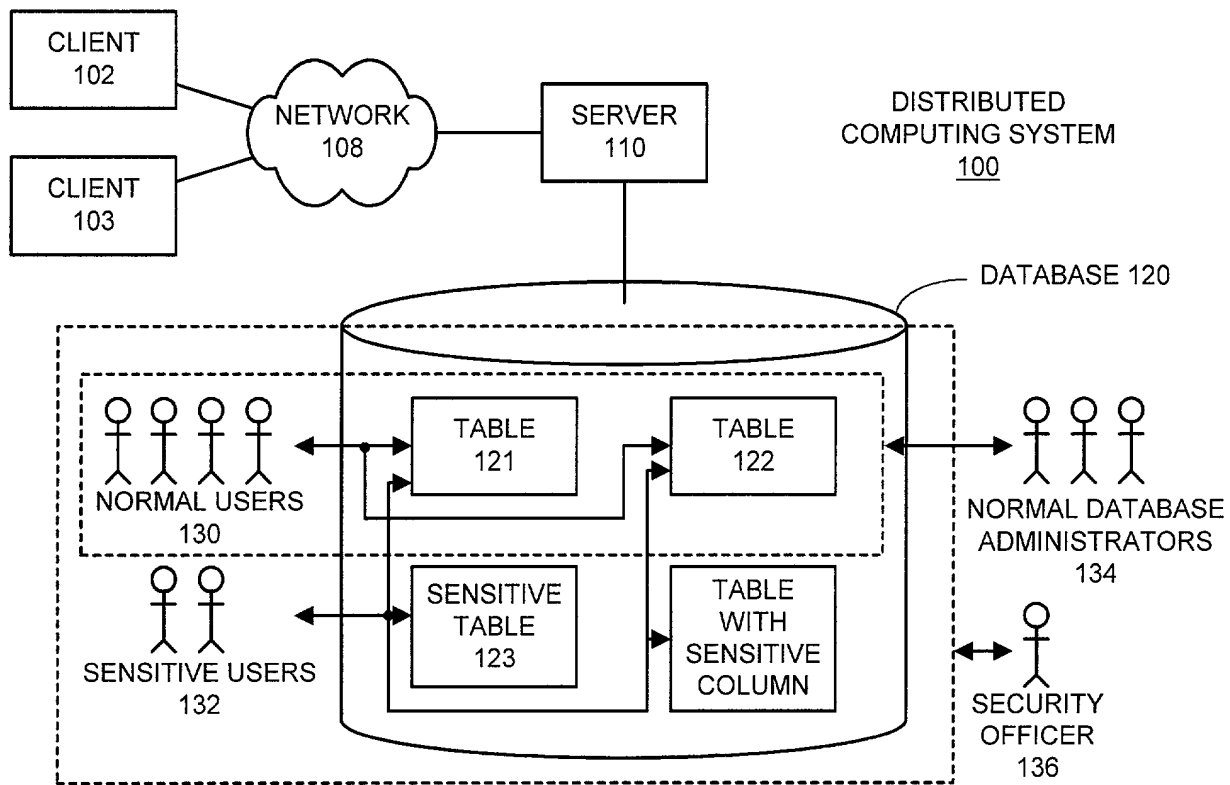 CLIENT
102
NETWORK
108
SERVER
110
DISTRIBUTED
COMPUTING SYSTEM
100
CLIENT
103
DATABASE 120
TABLE
121
TABLE
122
NORMAL USERS
130
NORMAL DATABASE
ADMINISTRATORS
134
SENSITIVE
TABLE
123
TABLE
WITH
SENSITIVE
COLUMN
SENSITIVE USERS
132
SECURITY
OFFICER
136